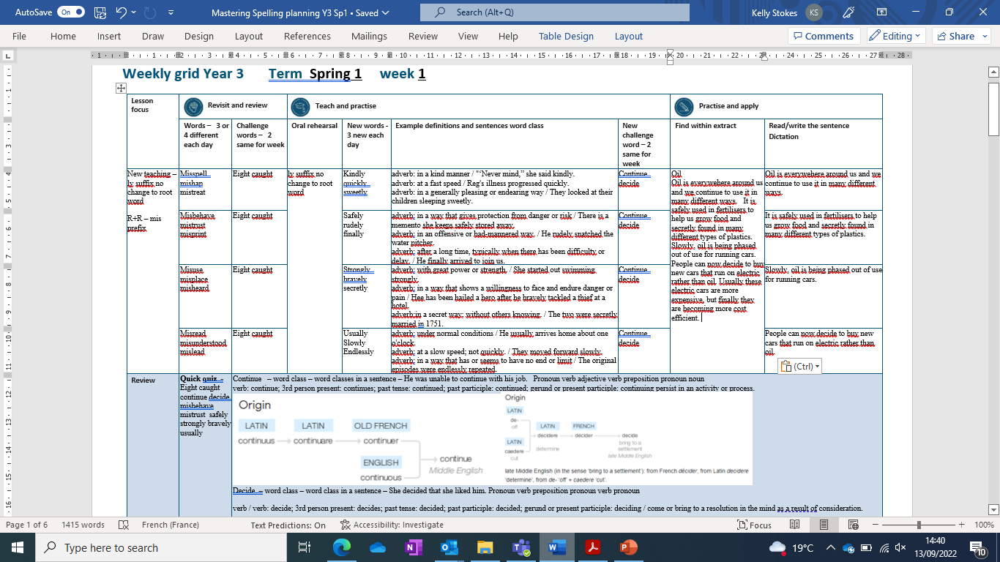 AutoSave On
Mastering Spelling planning Y3 Sp1 • Saved
Search (Alt+Q)
Kelly Stokes KS
File Home Insert Draw Design Layout References Mailings Review View Help Table Design Layout
Comments Editing Share
Weekly grid Year 3 Term Spring 1 week 1
Lesson focus
Revisit and review
Teach and practise
Practise and apply
Words – 3 or 4 different each day
Challenge words – 2 same for week
Oral rehearsal
New words - 3 new each day
Example definitions and sentences word class
New challenge word – 2 same for week
Find within extract
Read/write the sentence
Dictation
New teaching –
ly suffix no
change to root
word
R+R – mis
prefix
Misspell
mishap
mistreat
Eight caught
ly suffix no
change to root
word
Kindly
quickly
sweetly
adverb: in a kind manner / "“Never mind,” she said kindly.
adverb: at a fast speed / Reg's illness progressed quickly.
adverb: in a generally pleasing or endearing way / They looked at their
children sleeping sweetly.
Continue
decide
Oil
Oil is everywhere around us
and we continue to use it in
many different ways. It is
safely used in fertilisers to
help us grow food and
secretly found in many
different types of plastics.
Slowly, oil is being phased
out of use for running cars.
People can now decide to buy
new cars that run on electric
rather than oil. Usually these
electric cars are more
expensive, but finally they
are becoming more cost
efficient.
Oil is everywhere around us and we
continue to use it in many different
ways.
Misbehave
mistrust
misprint
Eight caught
Safely
rudely
finally
adverb: in a way that gives protection from danger or risk / There is a
memento she keeps safely stored away.
adverb: in an offensive or bad-mannered way. / He rudely snatched the
water pitcher.
adverb: after a long time, typically when there has been difficulty or
delay. / He finally arrived to join us.
Continue
decide
It is safely used in fertilisers to help
us grow food and secretly found in
many different types of plastics.
Misuse
misplace
misheard
Eight caught
Strongly
bravely
secretly
adverb: with great power or strength. / She started out swimming
strongly.
adverb: in a way that shows a willingness to face and endure danger or
pain / Hee has been hailed a hero after he bravely tackled a thief at a
hotel.
adverb:in a secret way; without others knowing. / The two were secretly
married in 1751.
Continue
decide
Slowly, oil is being phased out of use
for running cars.
Misread
misunderstood
mislead
Eight caught
Usually
Slowly
Endlessly
adverb: under normal conditions / He usually arrives home about one
o'clock.
adverb: at a slow speed; not quickly. / They moved forward slowly.
adverb: in a way that has or seems to have no end or limit / The original
episodes were endlessly repeated.
Continue
decide
People can now decide to buy new
cars that run on electric rather than
oil.
(Ctrl)
Review
Quick quiz –
Eight caught
continue decide
misbehave
mistrust safely
strongly bravely
usually
Continue – word class – word classes in a sentence – He was unable to continue with his job. Pronoun verb adjective verb preposition pronoun noun
verb: continue; 3rd person present: continues; past tense: continued; past participle: continued; gerund or present participle: continuing persist in an activity or process.
Origin
LATIN LATIN OLD FRENCH
continuus continuare continuer
continue
Middle English
ENGLISH
continuous
Origin
LATIN
de-
off
LATIN FRENCH
decidere décider decide
determine
bring to a
settlement
late Middle English
LATIN
caedere
cut
late Middle English (in the sense ‘bring to a settlement’): from French décider, from Latin decidere
‘determine’, from de- ‘off’ + caedere ‘cut’.
Decide – word class – word class in a sentence – She decided that she liked him. Pronoun verb preposition pronoun verb pronoun
verb / verb: decide; 3rd person present: decides; past tense: decided; past participle: decided; gerund or present participle: deciding / come or bring to a resolution in the mind as a result of consideration.
Page 1 of 6 1415 words French (France) Text Predictions: On Accessibility: Investigate Focus 100%
Type here to search
19°C
14:40
13/09/2022
10